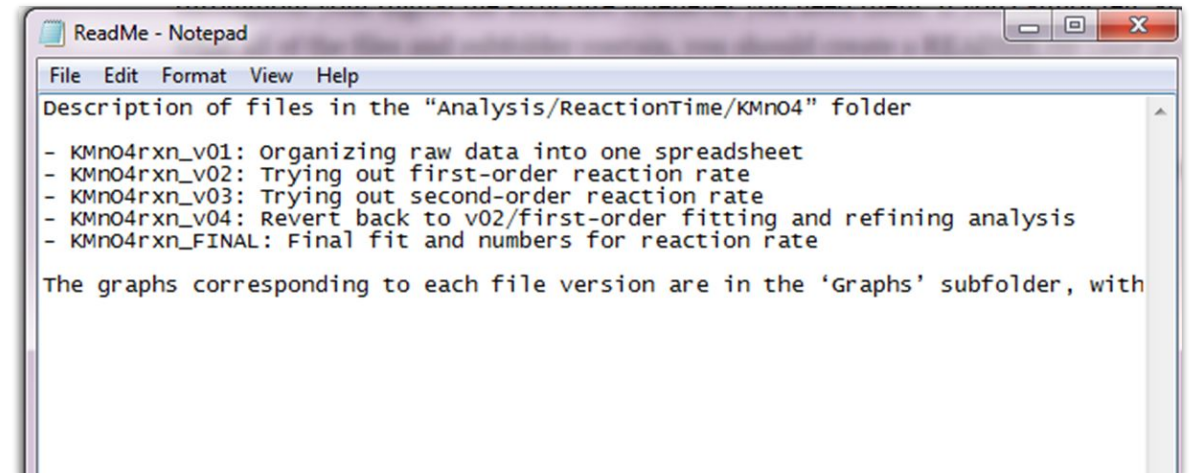 ReadMe - Notepad
File Edit Format View Help
Description of files in the “Analysis/ReactionTime/KMnO4” folder
- KMnO4rxn_v01: Organizing raw data into one spreadsheet
- KMnO4rxn_v02: Trying out first-order reaction rate
- KMnO4rxn_v03: Trying out second-order reaction rate
- KMnO4rxn_v04: Revert back to v02/first-order fitting and refining analysis
- KMnO4rxn_FINAL: Final fit and numbers for reaction rate
The graphs corresponding to each file version are in the ‘Graphs’ subfolder, with